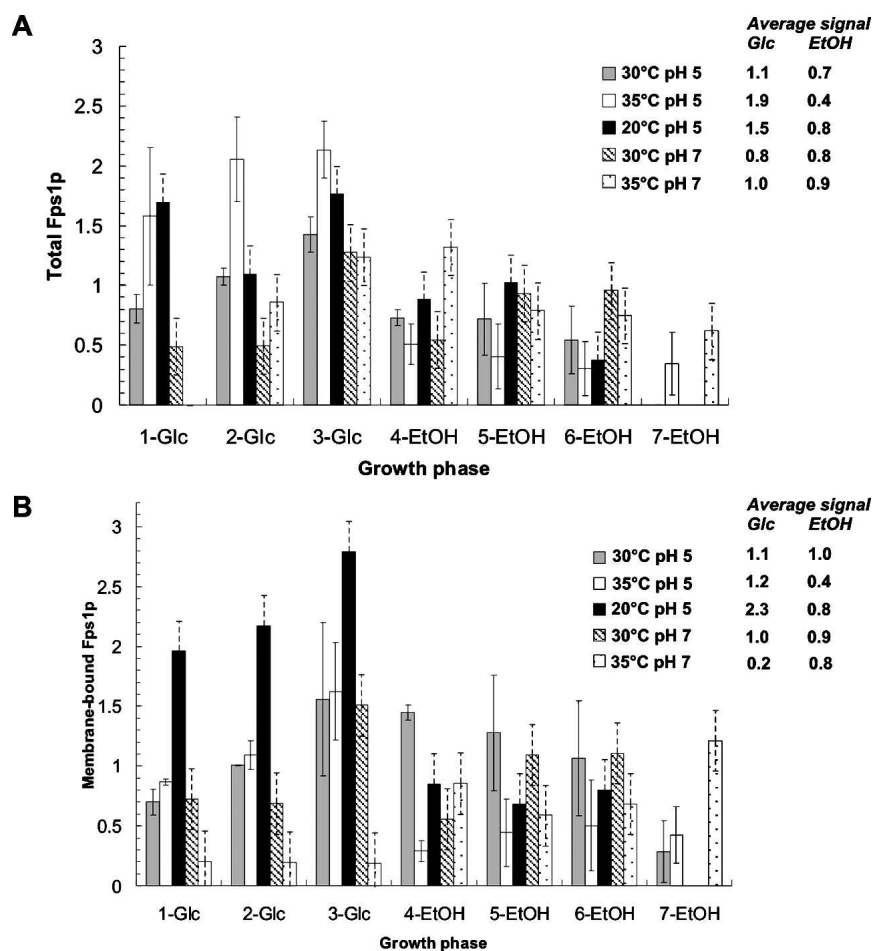 A
Average signal
Glc EtOH
30°C pH 5 1.1 0.7
35°C pH 5 1.9 0.4
20°C pH 5 1.5 0.8
30°C pH 7 0.8 0.8
35°C pH 7 1.0 0.9
Total Fps1p
3
2.5
2
1.5
1
0.5
0
1-Glc 2-Glc 3-Glc 4-EtOH 5-EtOH 6-EtOH 7-EtOH
Growth phase
B
Average signal
Glc EtOH
30°C pH 5 1.1 1.0
35°C pH 5 1.2 0.4
20°C pH 5 2.3 0.8
30°C pH 7 1.0 0.9
35°C pH 7 0.2 0.8
Membrane-bound Fps1p
3
2.5
2
1.5
1
0.5
0
1-Glc 2-Glc 3-Glc 4-EtOH 5-EtOH 6-EtOH 7-EtOH
Growth phase